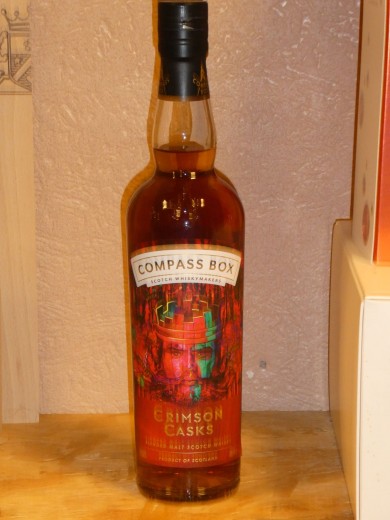 COMPASS BOX
SCOTCH WHISKYMAKERS
CRIMSON
CASKS
BLENDED MALT SCOTCH WHISKY
PRODUCT OF SCOTLAND